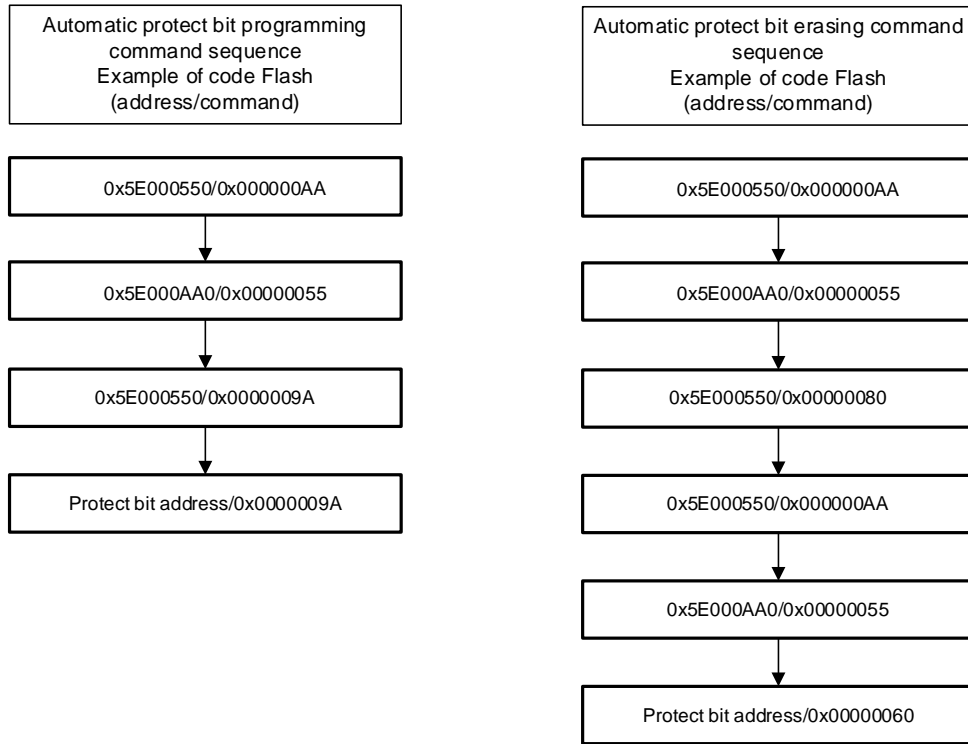 Automatic protect bit programming
command sequence
Example of code Flash
(address/command)
0x5E000550/0x000000AA
0x5E000AA0/0x00000055
0x5E000550/0x0000009A
Protect bit address/0x0000009A
Automatic protect bit erasing command
sequence
Example of code Flash
(address/command)
0x5E000550/0x000000AA
0x5E000AA0/0x00000055
0x5E000550/0x00000080
0x5E000550/0x000000AA
0x5E000AA0/0x00000055
Protect bit address/0x00000060